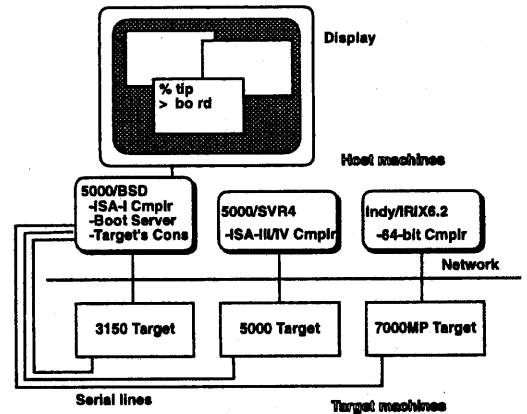 Display
% tip
> bo rd
Host machines
5000/BSD
-ISA-I Cmplr
-Boot Server
-Target's Cons
5000/SVR4
-ISA-III/IV Cmplr
Indy/IRIX6.2
-64-bit Cmplr
Network
3150 Target
5000 Target
7000MP Target
Serial lines
Target machines